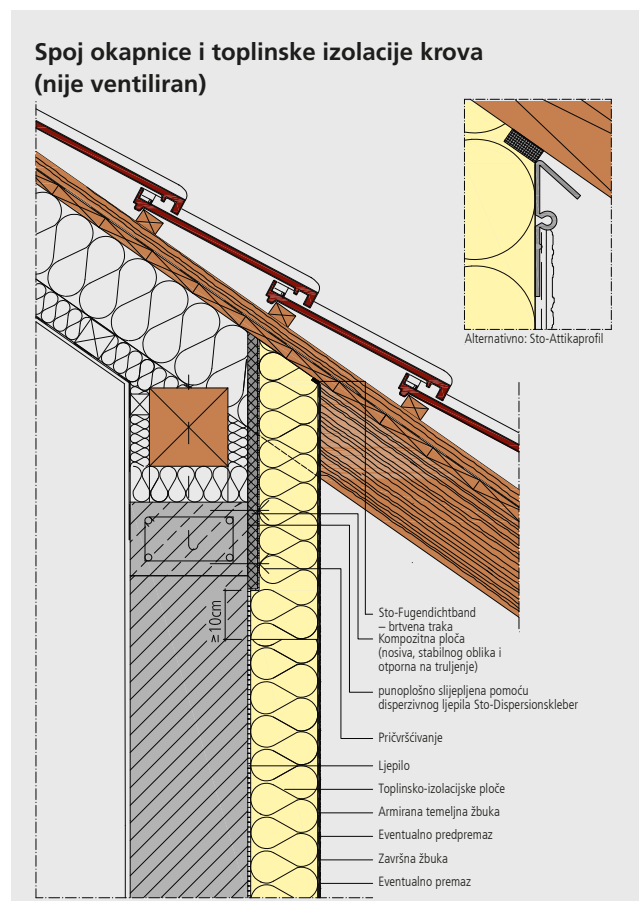 Spoj okapnice i toplinske izolacije krova
(nije ventiliran)
Alternativno: Sto-Attikaprofil
≥10cm
Sto-Fugendichtband
– brtvena traka
Kompozitna ploča
(nosiva, stabilnog oblika i
otporna na truljenje)
punoplošno slijepljena pomoću
disperzivnog ljepila Sto-Dispersionskleber
Pričvršćivanje
Ljepilo
Toplinsko-izolacijske ploče
Armirana temeljna žbuka
Eventualno predpremaz
Završna žbuka
Eventualno premaz